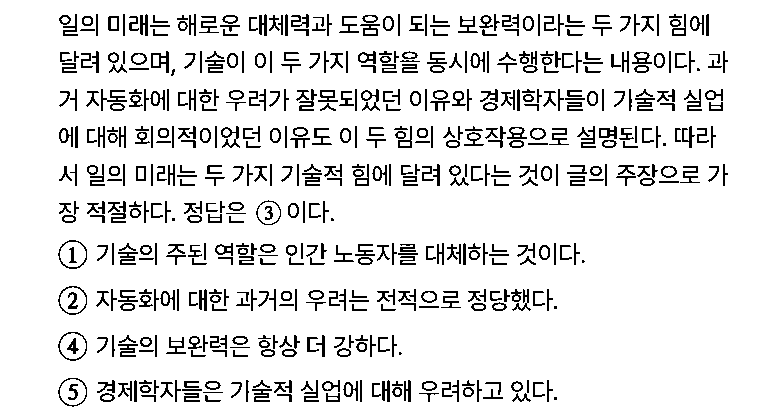 일의 미래는 해로운 대체력과 도움이 되는 보완력이라는 두 가지 힘에
달려 있으며, 기술이 이 두 가지 역할을 동시에 수행한다는 내용이다. 과
거 자동화에 대한 우려가 잘못되었던 이유와 경제학자들이 기술적 실업
에 대해 회의적이었던 이유도 이 두 힘의 상호작용으로 설명된다. 따라
서 일의 미래는 두 가지 기술적 힘에 달려 있다는 것이 글의 주장으로 가
장 적절하다. 정답은 ③이다.
① 기술의 주된 역할은 인간 노동자를 대체하는 것이다.
② 자동화에 대한 과거의 우려는 전적으로 정당했다.
④ 기술의 보완력은 항상 더 강하다.
⑤ 경제학자들은 기술적 실업에 대해 우려하고 있다.